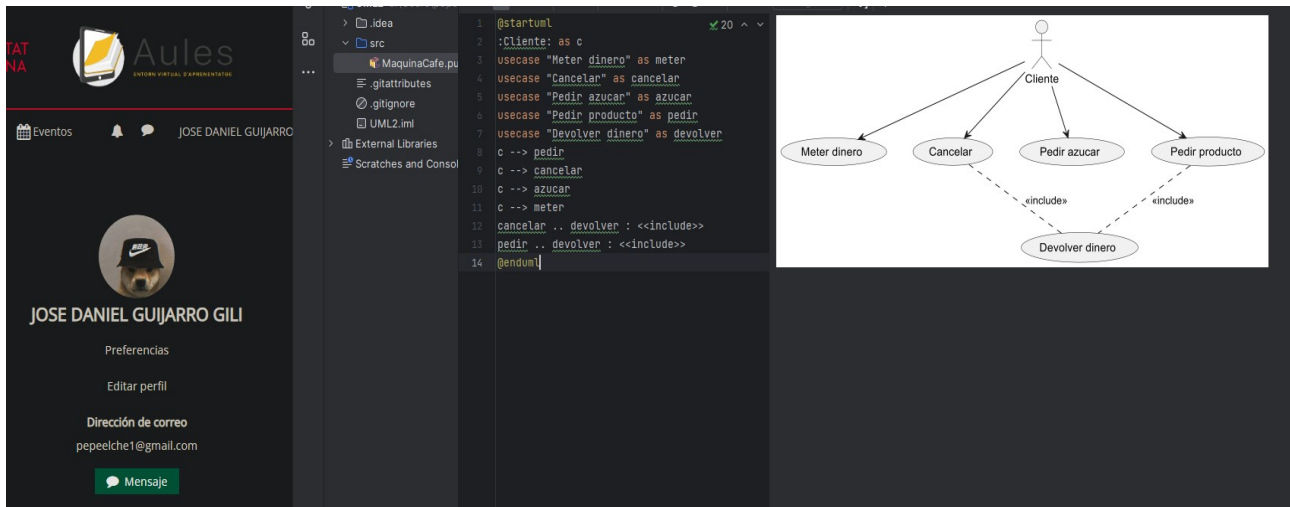 TAT
NA
Aules
ENTORN VIRTUAL D'APRENENTATGE
Eventos
JOSE DANIEL GUIJARRO
JOSE DANIEL GUIJARRO GILI
Preferencias
Editar perfil
Dirección de correo
pepeelche1@gmail.com
Mensaje
.idea
src
MaquinaCafe.pu
.gitattributes
.gitignore
UML2.iml
External Libraries
Scratches and Consol
1 @startuml
20
2 :Cliente: as c
3 usecase "Meter dinero" as meter
4 usecase "Cancelar" as cancelar
5 usecase "Pedir azucar" as azucar
6 usecase "Pedir producto" as pedir
7 usecase "Devolver dinero" as devolver
8 c --> pedir
9 c --> cancelar
10 c --> azucar
11 c --> meter
12 cancelar .. devolver : <<include>>
13 pedir .. devolver : <<include>>
14 @enduml
Cliente
Meter dinero
Cancelar
Pedir azucar
Pedir producto
«include»
«include»
Devolver dinero